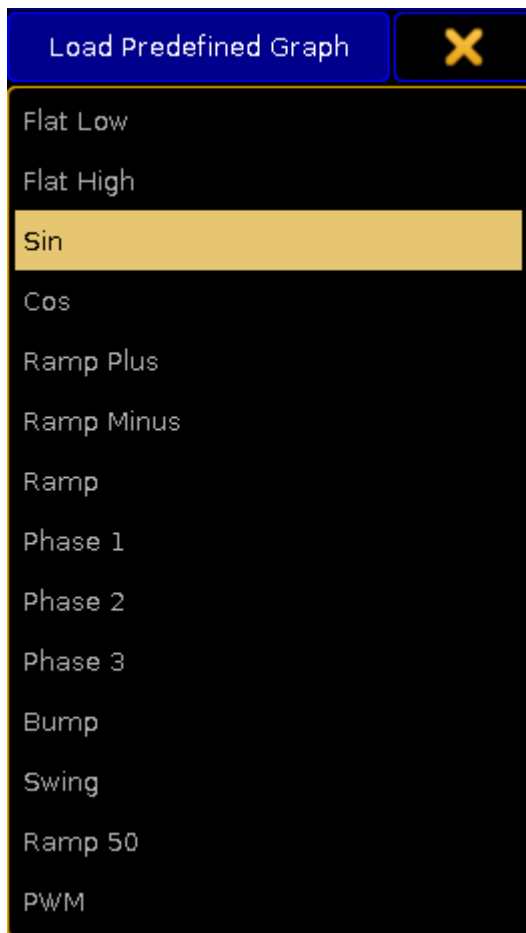 Load Predefined Graph
Flat Low
Flat High
Sin
Cos
Ramp Plus
Ramp Minus
Ramp
Phase 1
Phase 2
Phase 3
Bump
Swing
Ramp 50
PWM